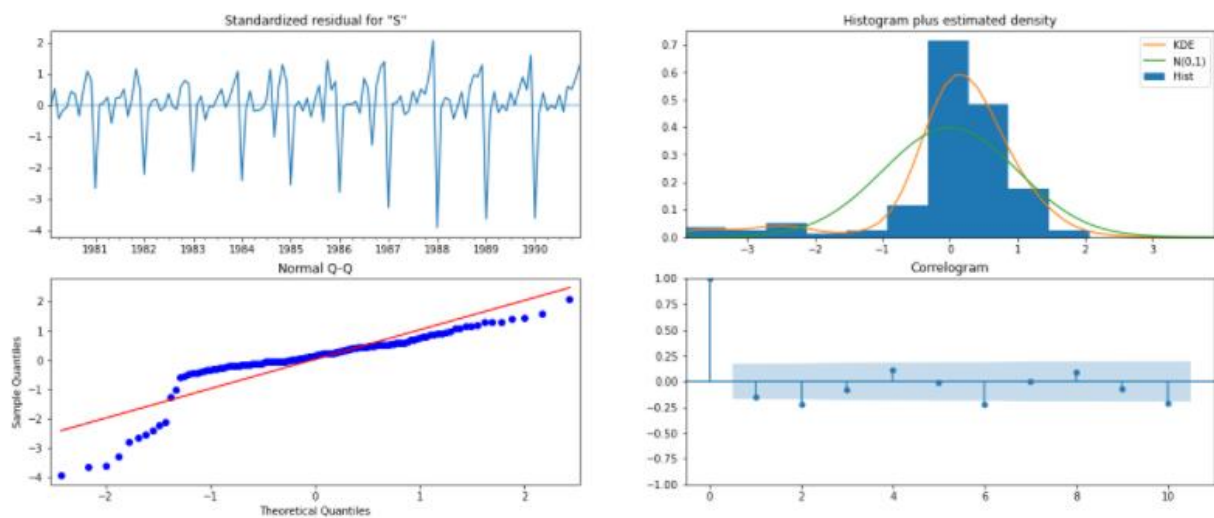 Standardized residual for "S"
2
1
0
-1
-2
-3
-4
1981 1982 1983 1984 1985 1986 1987 1988 1989 1990
Histogram plus estimated density
KDE
N(0,1)
Hist
0.7
0.6
0.5
0.4
0.3
0.2
0.1
0.0
-3 -2 -1 0 1 2 3
Normal Q-Q
Sample Quantiles
2
1
0
-1
-2
-3
-4
-2 -1 0 1 2
Theoretical Quantiles
Correlogram
1.00
0.75
0.50
0.25
0.00
-0.25
-0.50
-0.75
-1.00
0 2 4 6 8 10